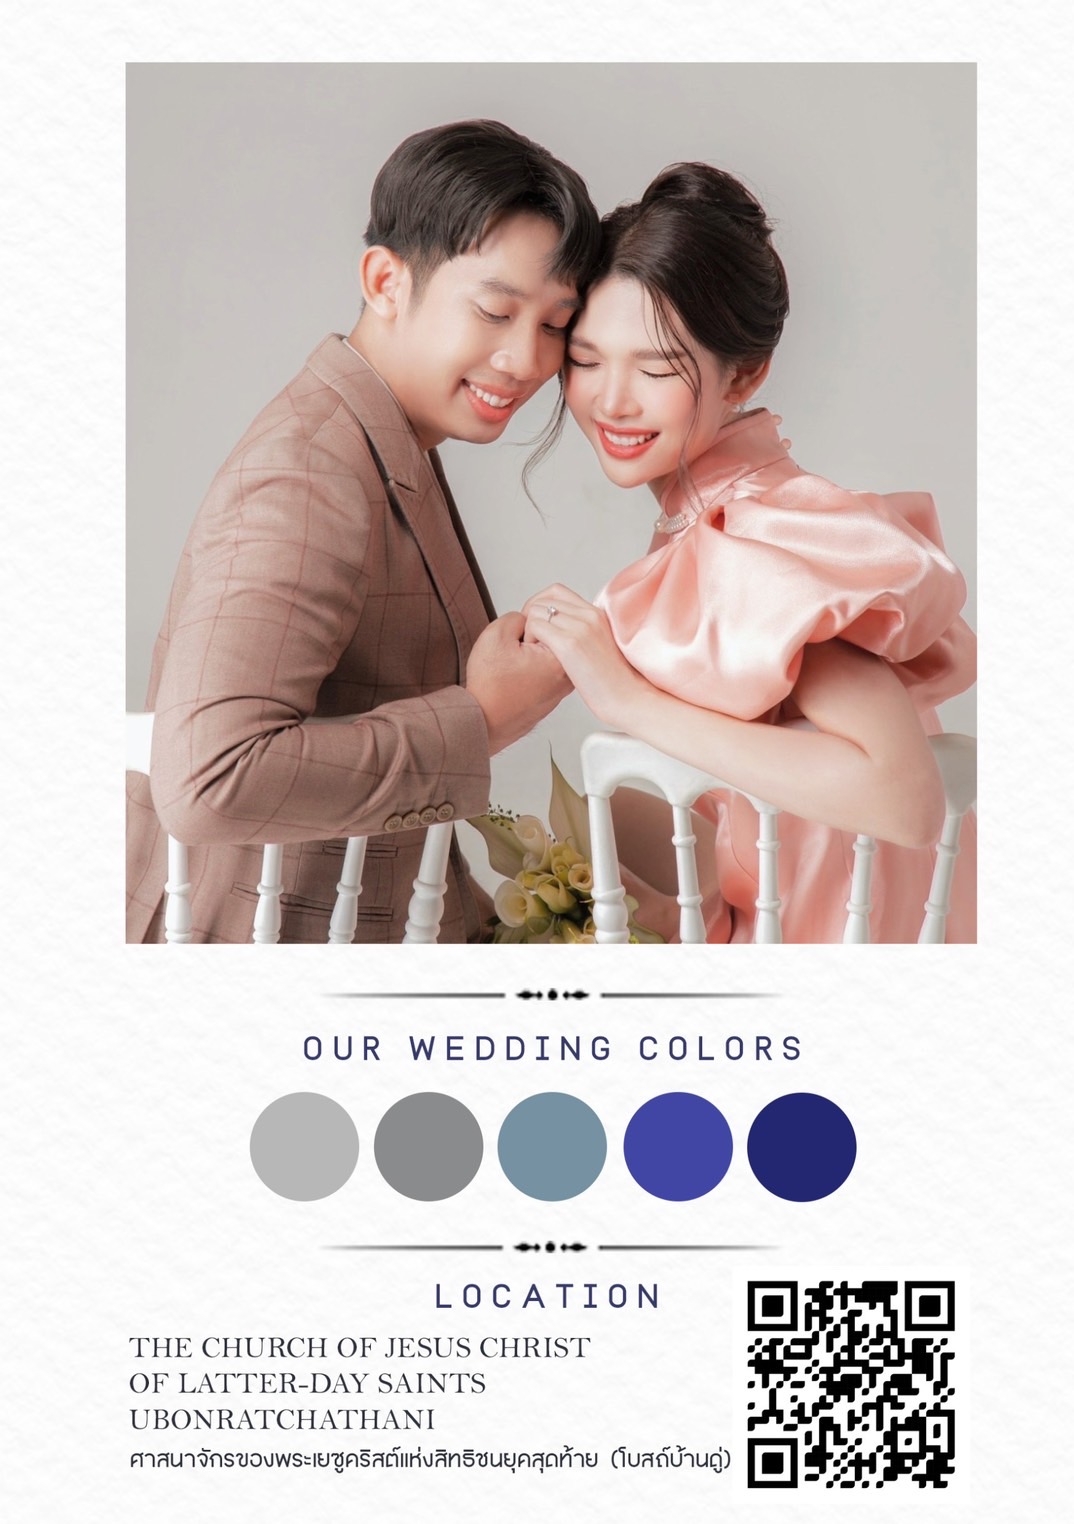 OUR WEDDING COLORS
LOCATION
THE CHURCH OF JESUS CHRIST
OF LATTER-DAY SAINTS
UBONRATCHATHANI
ศาสนาจักรของพระเยซูคริสต์แห่งสิทธิชนยุคสุดท้าย (โบสถ์บ้านดู่)